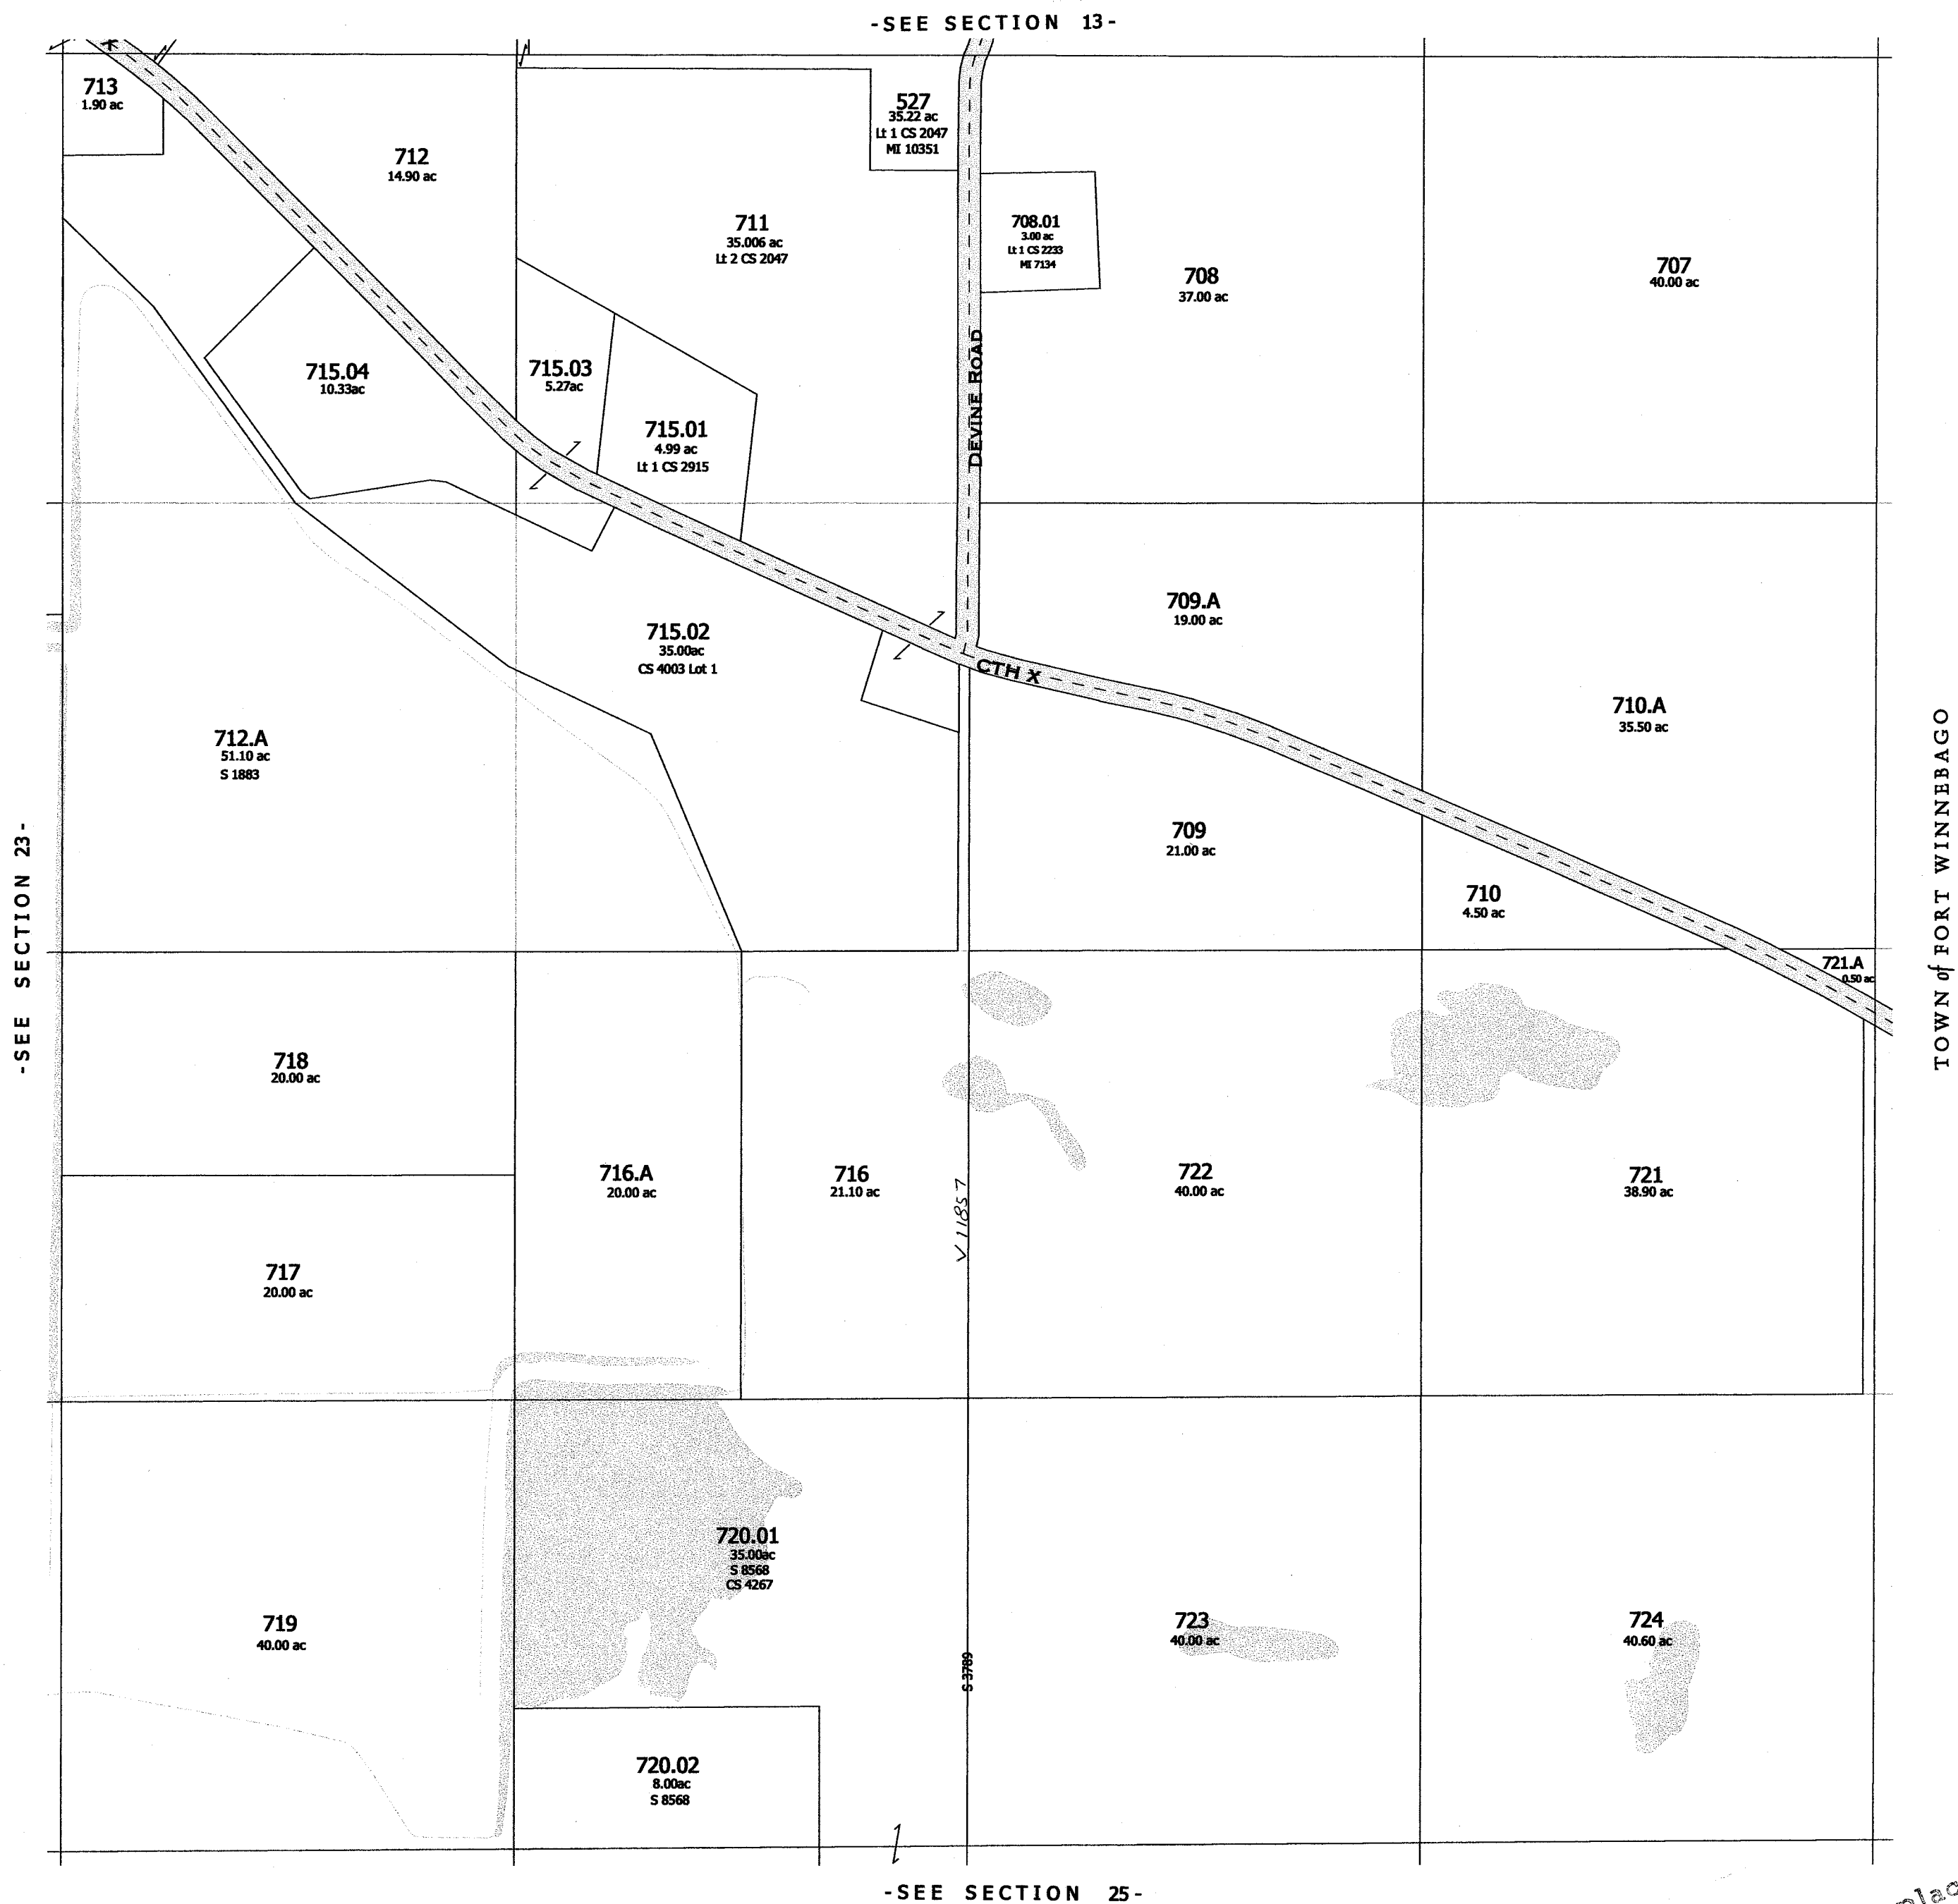 -SEE SECTION 13-
X
713
1.90 ac
712
14.90 ac
527
35.22 ac
Lt 1 CS 2047
MI 10351
711
35.006 ac
Lt 2 CS 2047
708.01
3.00 ac
Lt 1 CS 2233
MI 7134
708
37.00 ac
707
40.00 ac
715.04
10.33ac
715.03
5.27ac
715.01
4.99 ac
Lt 1 CS 2915
DEVINE ROAD
709.A
19.00 ac
715.02
35.00ac
CS 4003 Lot 1
CTH X
710.A
35.50 ac
712.A
51.10 ac
S 1883
709
21.00 ac
710
4.50 ac
-SEE SECTION 23-
TOWN of FORT WINNEBAGO
721.A
0.50 ac
718
20.00 ac
716.A
20.00 ac
716
21.10 ac
V 11857
722
40.00 ac
721
38.90 ac
717
20.00 ac
720.01
35.00ac
S 8568
CS 4267
719
40.00 ac
723
40.00 ac
724
40.60 ac
S 3789
720.02
8.00ac
S 8568
-SEE SECTION 25-